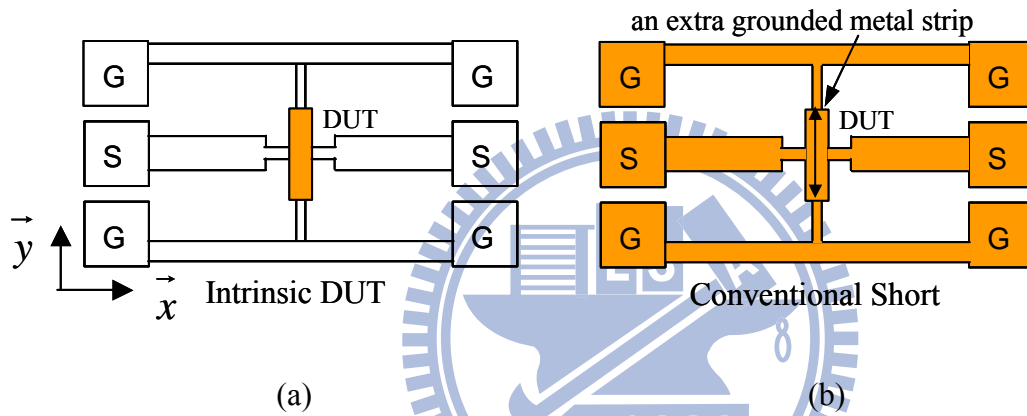 an extra grounded metal strip
G G G G
DUT DUT
S S S S
G G G G
y
x
Intrinsic DUT
Conventional Short
(a) (b)